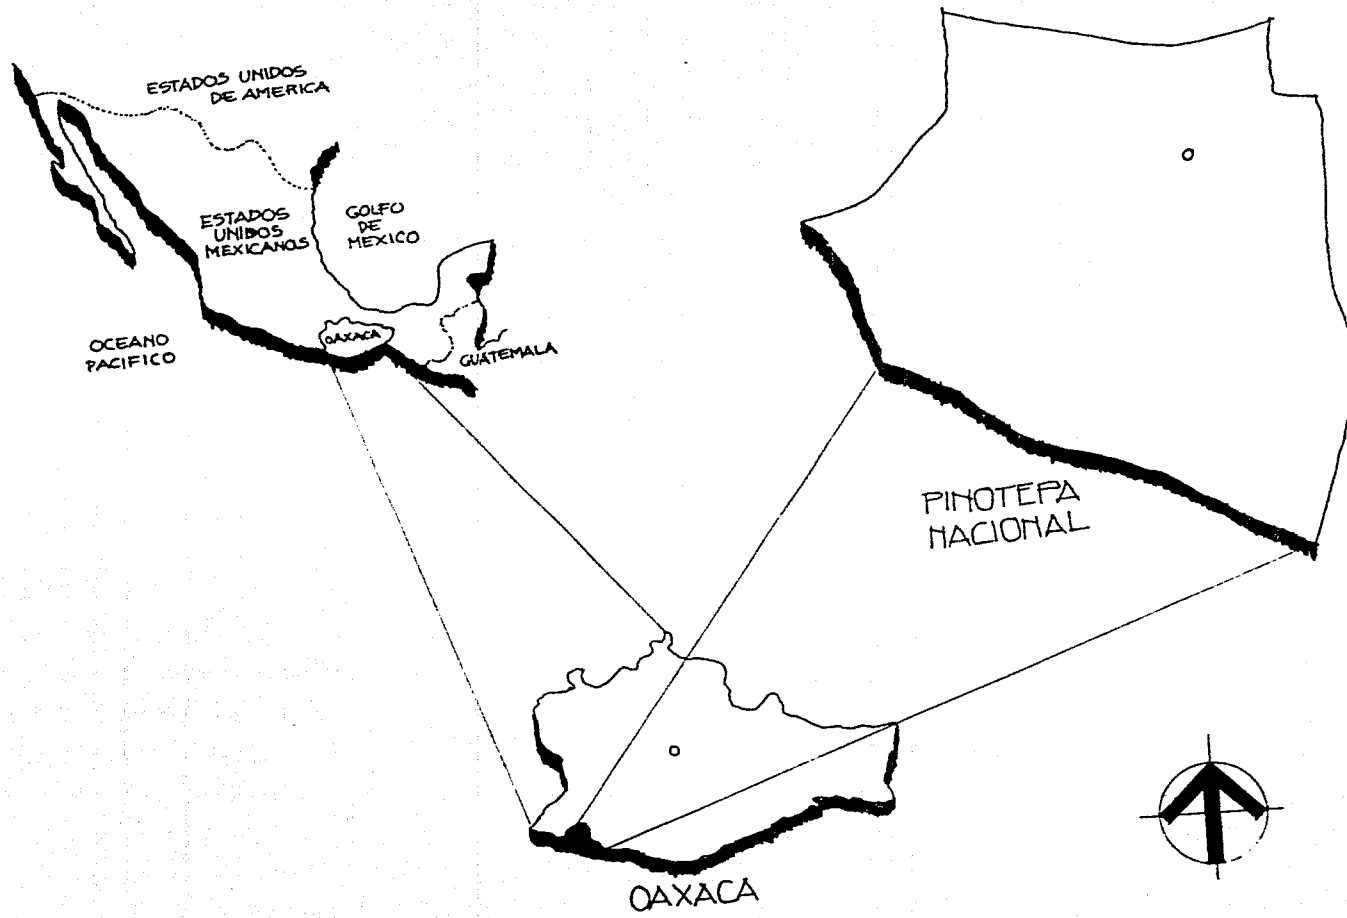 ESTADOS UNIDOS
DE AMERICA
ESTADOS
UNIDOS
MEXICANOS
GOLFO
DE
MEXICO
OAXACA
OCEANO
PACIFICO
GUATEMALA
PINOTEPA
NACIONAL
OAXACA